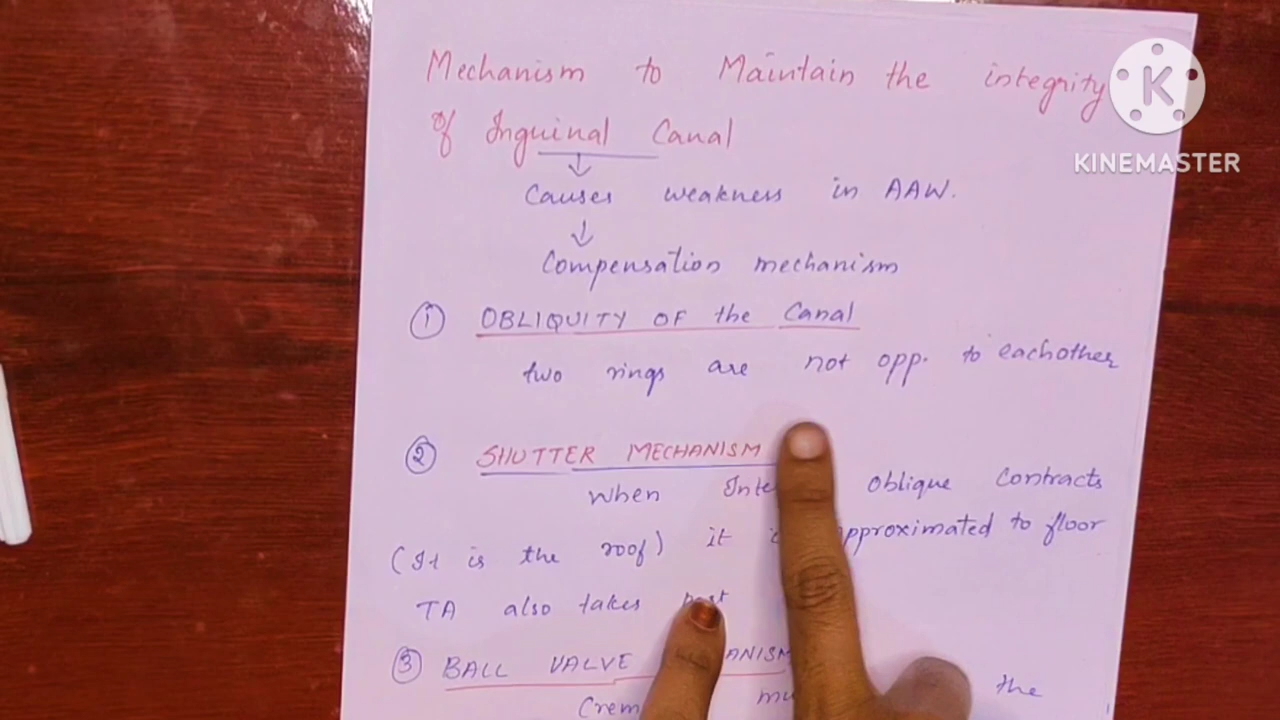 Mechanism to Maintain the integrity
of Inguinal Canal
K
KINEMASTER
↓
Causes weakness in AAW.
↓
Compensation mechanism
① OBLIQUITY OF the Canal
two rings are not opp. to eachother
② SHUTTER MECHANISM
When oblique Contracts
(It is the roof) it approximated to floor
TA also takes part
③ BALL VALVE
the